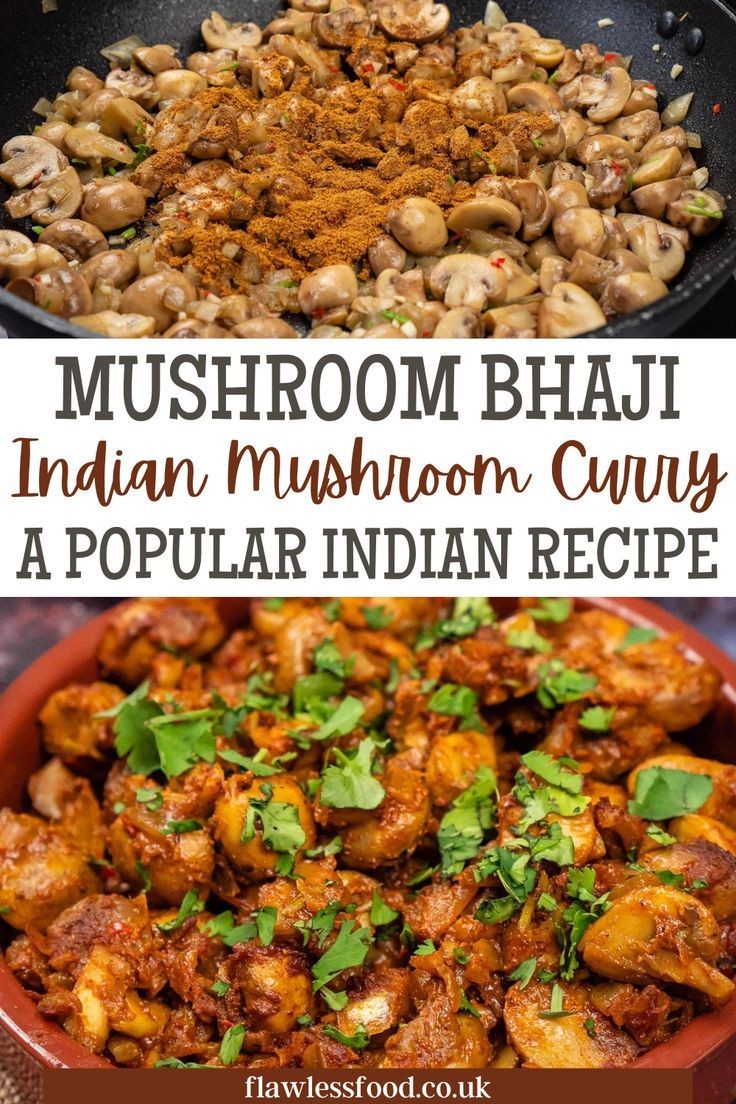 MUSHROOM BHAJI
Indian Mushroom Curry
A POPULAR INDIAN RECIPE
flawlessfood.co.uk